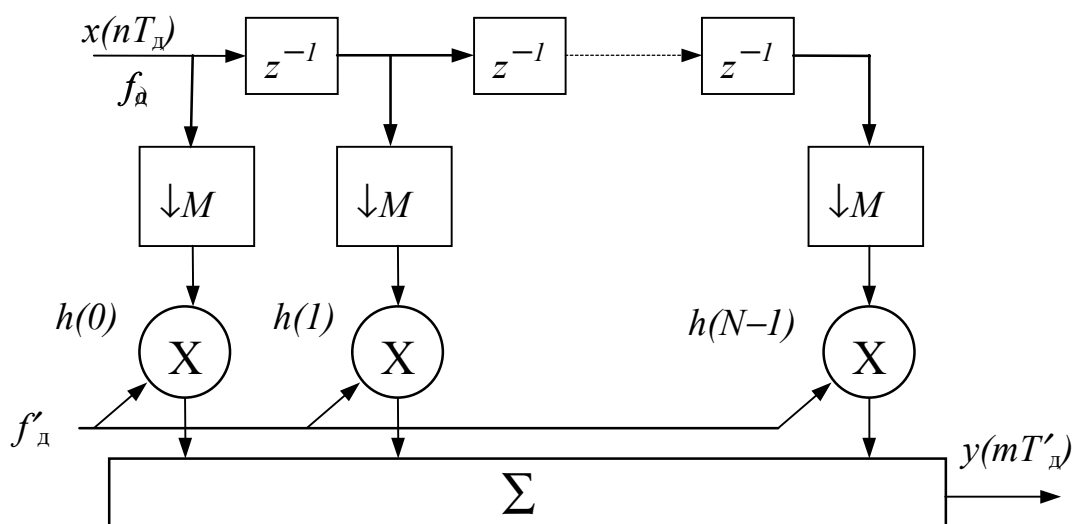 x(nTд)
z⁻¹ z⁻¹ z⁻¹
fд
↓M ↓M ↓M
h(0) h(1) h(N−1)
X X X
f′д
y(mT′д)
Σ